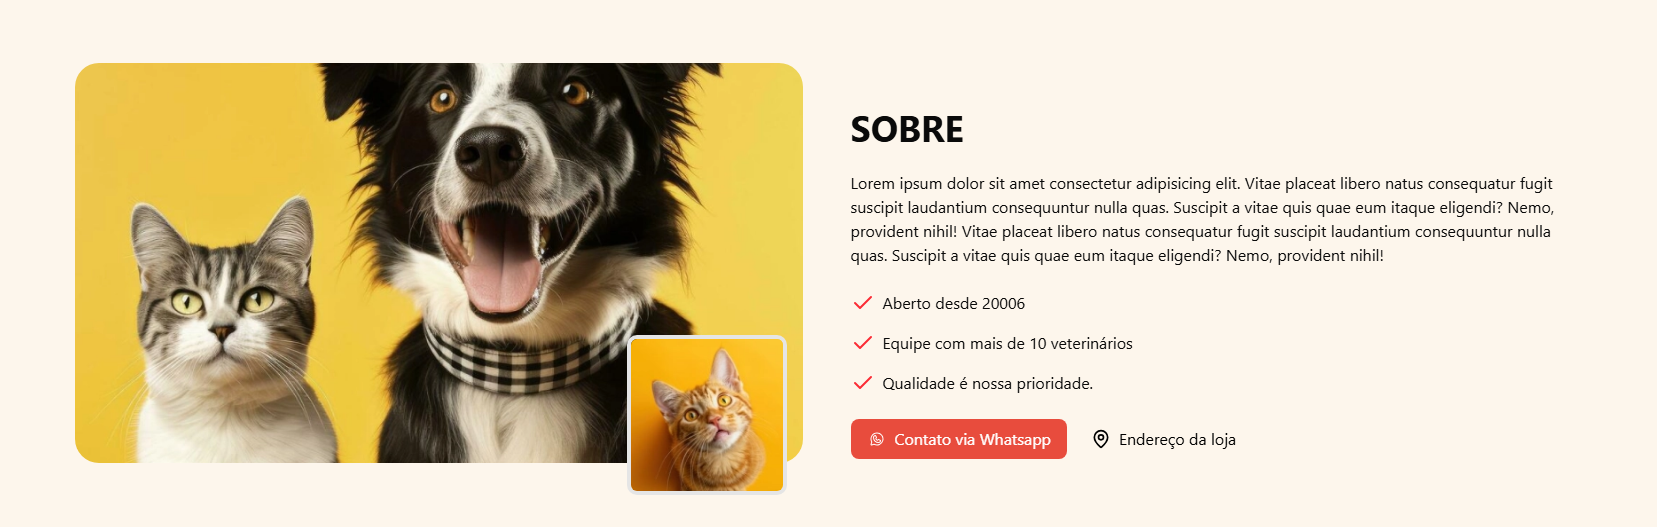 SOBRE
Lorem ipsum dolor sit amet consectetur adipisicing elit. Vitae placeat libero natus consequatur fugit
suscipit laudantium consequuntur nulla quas. Suscipit a vitae quis quae eum itaque eligendi? Nemo,
provident nihil! Vitae placeat libero natus consequatur fugit suscipit laudantium consequuntur nulla
quas. Suscipit a vitae quis quae eum itaque eligendi? Nemo, provident nihil!
Aberto desde 20006
Equipe com mais de 10 veterinários
Qualidade é nossa prioridade.
Contato via Whatsapp
Endereço da loja